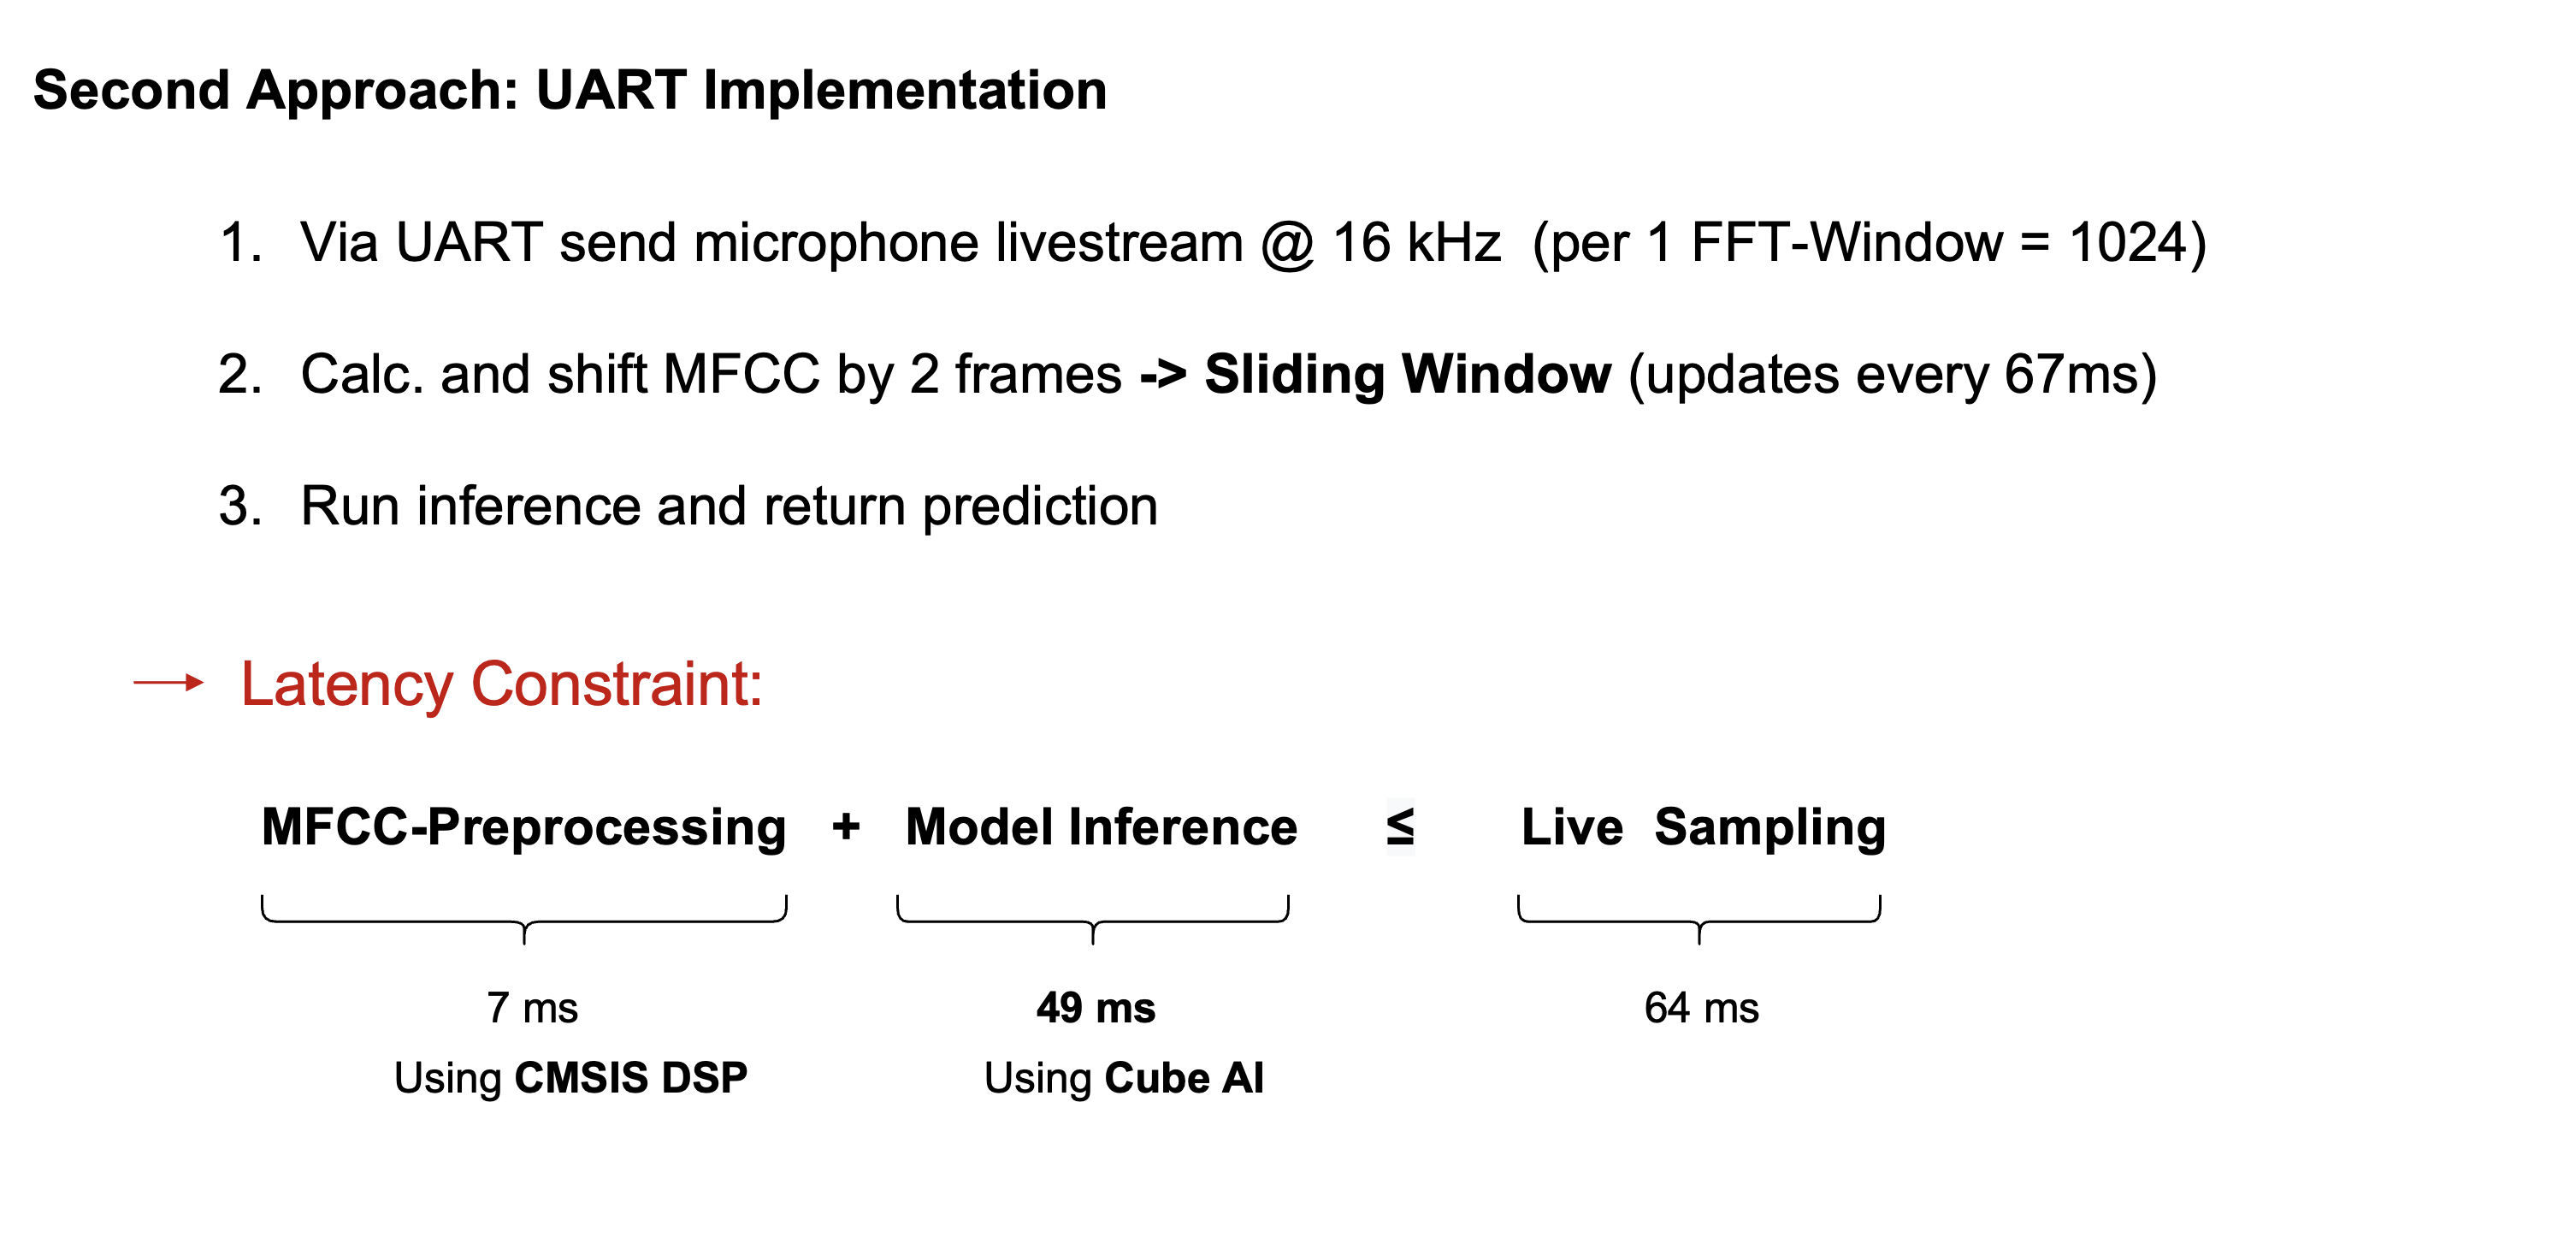 Second Approach: UART Implementation
1. Via UART send microphone livestream @ 16 kHz (per 1 FFT-Window = 1024)
2. Calc. and shift MFCC by 2 frames -> Sliding Window (updates every 67ms)
3. Run inference and return prediction
Latency Constraint:
MFCC-Preprocessing + Model Inference ≤ Live Sampling
7 ms 49 ms 64 ms
Using CMSIS DSP Using Cube AI